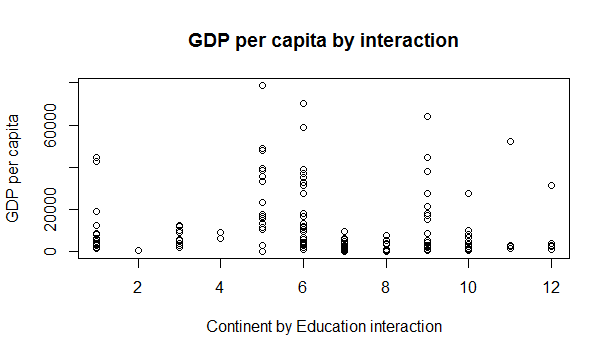 GDP per capita by interaction
GDP per capita
60000
20000
0
2 4 6 8 10 12
Continent by Education interaction